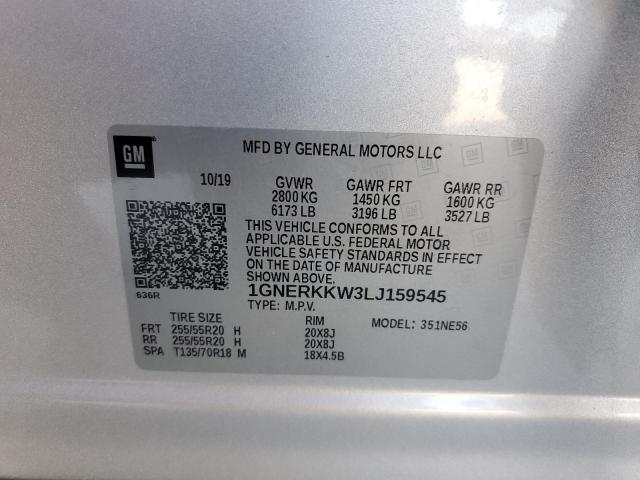 GM
MFD BY GENERAL MOTORS LLC
10/19 GVWR GAWR FRT GAWR RR
2800 KG 1450 KG 1600 KG
6173 LB 3196 LB 3527 LB
THIS VEHICLE CONFORMS TO ALL
APPLICABLE U.S. FEDERAL MOTOR
VEHICLE SAFETY STANDARDS IN EFFECT
ON THE DATE OF MANUFACTURE
SHOWN ABOVE.
636R
1GNERKKW3LJ159545
TYPE: M.P.V.
TIRE SIZE RIM MODEL: 351NE56
FRT 255/55R20 H 20X8J
RR 255/55R20 H 20X8J
SPA T135/70R18 M 18X4.5B